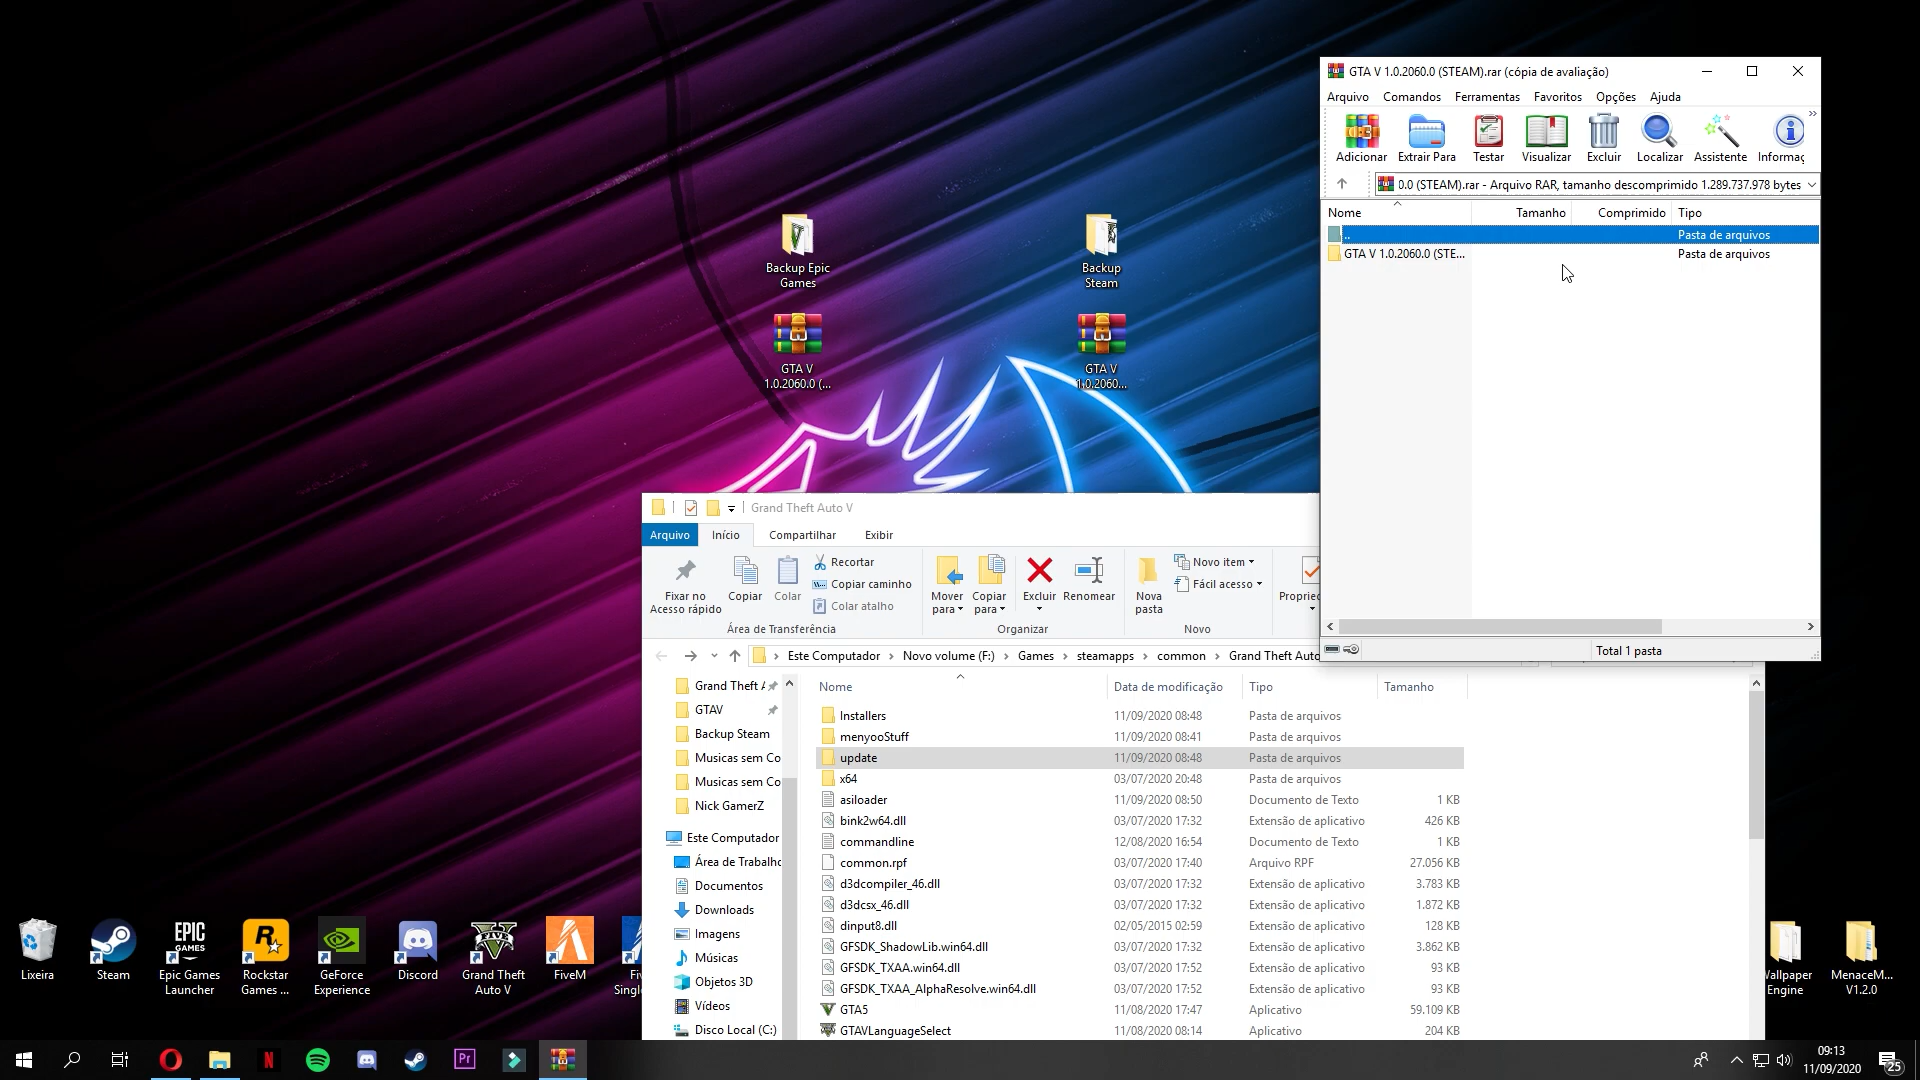 GTA V 1.0.2060.0 (STEAM).rar (cópia de avaliação)
Arquivo Comandos Ferramentas Favoritos Opções Ajuda
Adicionar Extrair Para Testar Visualizar Excluir Localizar Assistente Informaç
0.0 (STEAM).rar - Arquivo RAR, tamanho descomprimido 1.289.737.978 bytes
Nome Tamanho Comprimido Tipo
.. Pasta de arquivos
GTA V 1.0.2060.0 (STE... Pasta de arquivos
Total 1 pasta
Backup Epic
Games
Backup
Steam
GTA V
1.0.2060.0 (...
GTA V
1.0.2060...
Grand Theft Auto V
Arquivo Início Compartilhar Exibir
Fixar no
Acesso rápido
Copiar
Colar
Recortar
Copiar caminho
Colar atalho
Área de Transferência
Mover
para
Copiar
para
Excluir
Renomear
Organizar
Nova
pasta
Novo item
Fácil acesso
Novo
Proprie
Este Computador Novo volume (F:) Games steamapps common Grand Theft Auto
Grand Theft A
GTAV
Backup Steam
Musicas sem Co
Musicas sem Co
Nick GamerZ
Este Computador
Área de Trabalho
Documentos
Downloads
Imagens
Músicas
Objetos 3D
Vídeos
Disco Local (C:)
Nome Data de modificação Tipo Tamanho
Installers 11/09/2020 08:48 Pasta de arquivos
menyooStuff 11/09/2020 08:41 Pasta de arquivos
update 11/09/2020 08:48 Pasta de arquivos
x64 03/07/2020 20:48 Pasta de arquivos
asiloader 11/09/2020 08:50 Documento de Texto 1 KB
bink2w64.dll 03/07/2020 17:32 Extensão de aplicativo 426 KB
commandline 12/08/2020 16:54 Documento de Texto 1 KB
common.rpf 03/07/2020 17:40 Arquivo RPF 27.056 KB
d3dcompiler_46.dll 03/07/2020 17:32 Extensão de aplicativo 3.783 KB
d3dcsx_46.dll 03/07/2020 17:32 Extensão de aplicativo 1.872 KB
dinput8.dll 02/05/2015 02:59 Extensão de aplicativo 128 KB
GFSDK_ShadowLib.win64.dll 03/07/2020 17:32 Extensão de aplicativo 3.862 KB
GFSDK_TXAA.win64.dll 03/07/2020 17:52 Extensão de aplicativo 93 KB
GFSDK_TXAA_AlphaResolve.win64.dll 03/07/2020 17:52 Extensão de aplicativo 93 KB
GTA5 11/08/2020 17:47 Aplicativo 59.109 KB
GTAVLanguageSelect 11/08/2020 08:14 Aplicativo 204 KB
Lixeira
Steam
EPIC
GAMES
Epic Games
Launcher
Rockstar
Games ...
GeForce
Experience
Discord
FIVE
Grand Theft
Auto V
FiveM
Fiv
Singl
Wallpaper
Engine
MenaceM...
V1.2.0
Pr
09:13
11/09/2020
25